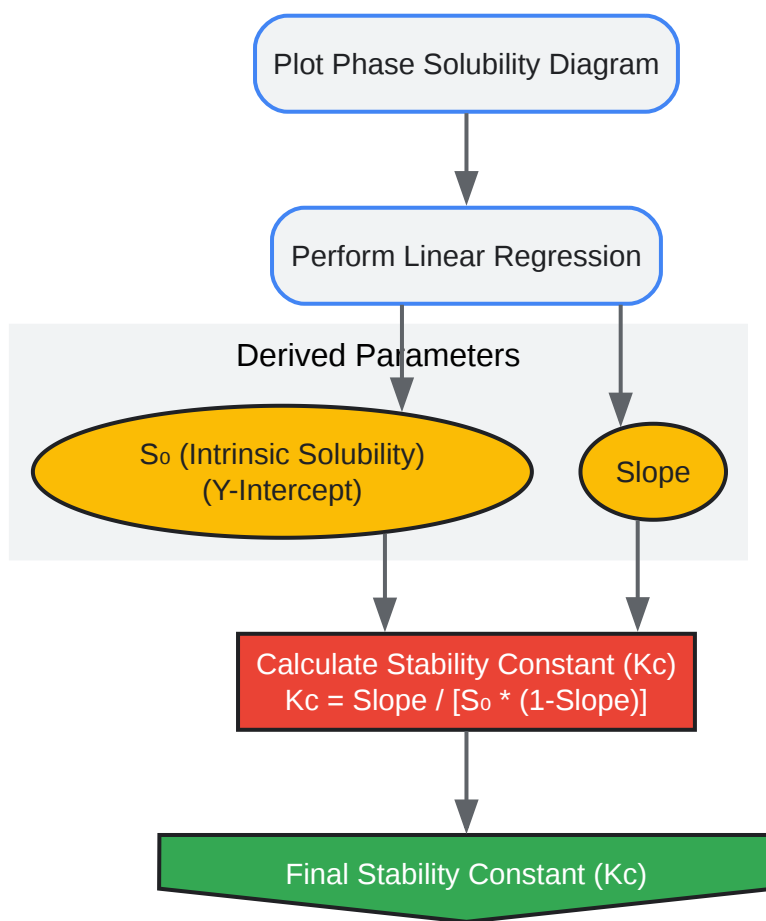 Plot Phase Solubility Diagram
Perform Linear Regression
Derived Parameters
S₀ (Intrinsic Solubility)
(Y-Intercept)
Slope
Calculate Stability Constant (Kc)
Kc = Slope / [S₀ * (1-Slope)]
Final Stability Constant (Kc)